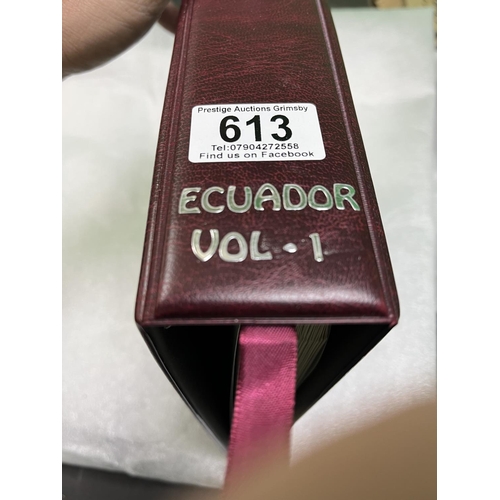 Prestige Auctions Grimsby
613
Tel:07904272558
Find us on Facebook
ECUADOR
VOL - 1